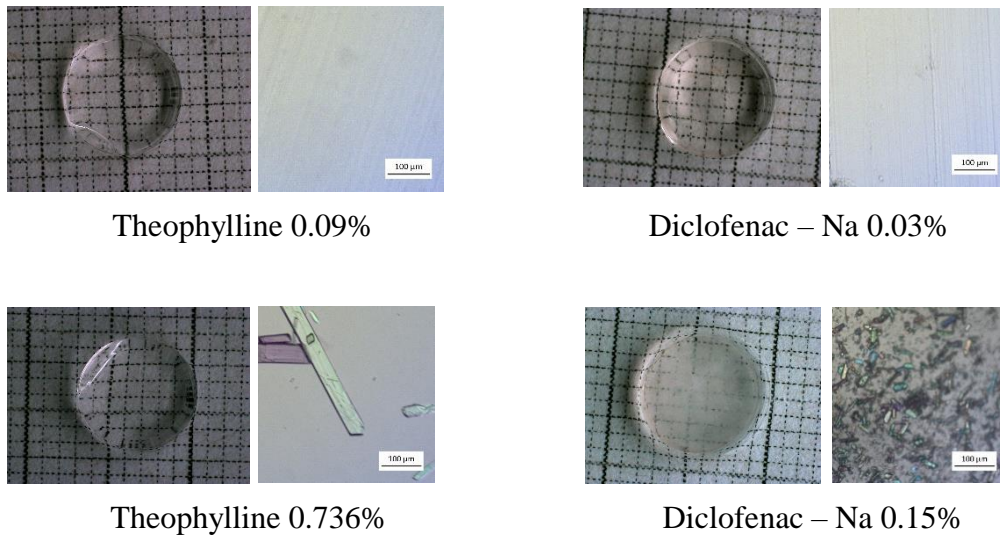 100 µm
100 µm
Theophylline 0.09%
Diclofenac – Na 0.03%
100 µm
100 µm
Theophylline 0.736%
Diclofenac – Na 0.15%